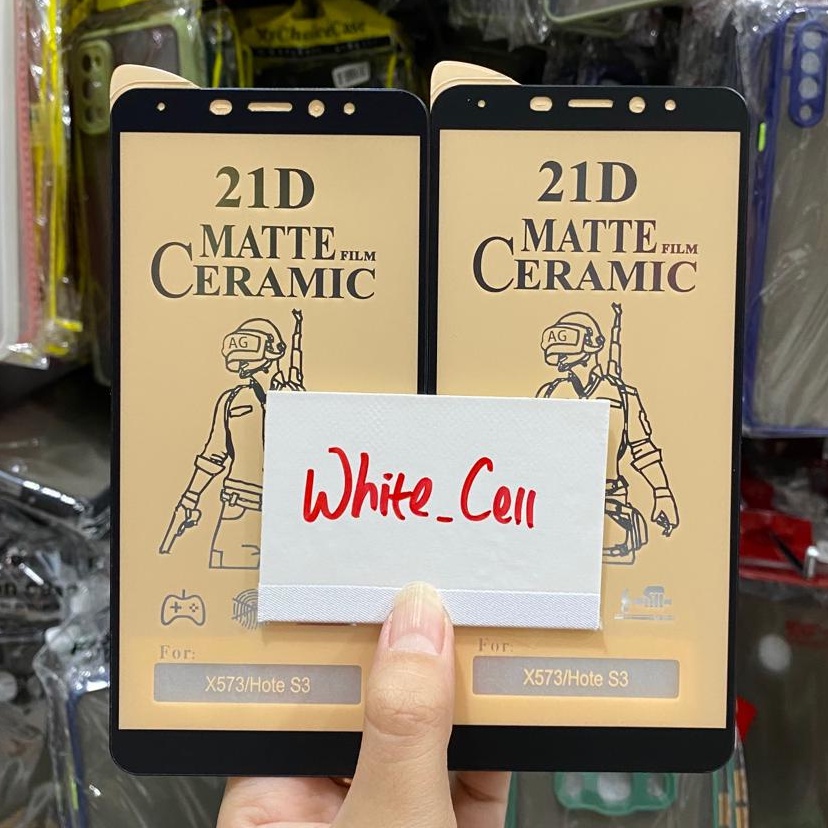 MyChoiceCase
21D
MATTE FILM
CERAMIC
AG
For:
X573/Hote S3
21D
MATTE FILM
CERAMIC
AG
For:
X573/Hote S3
White_Cell